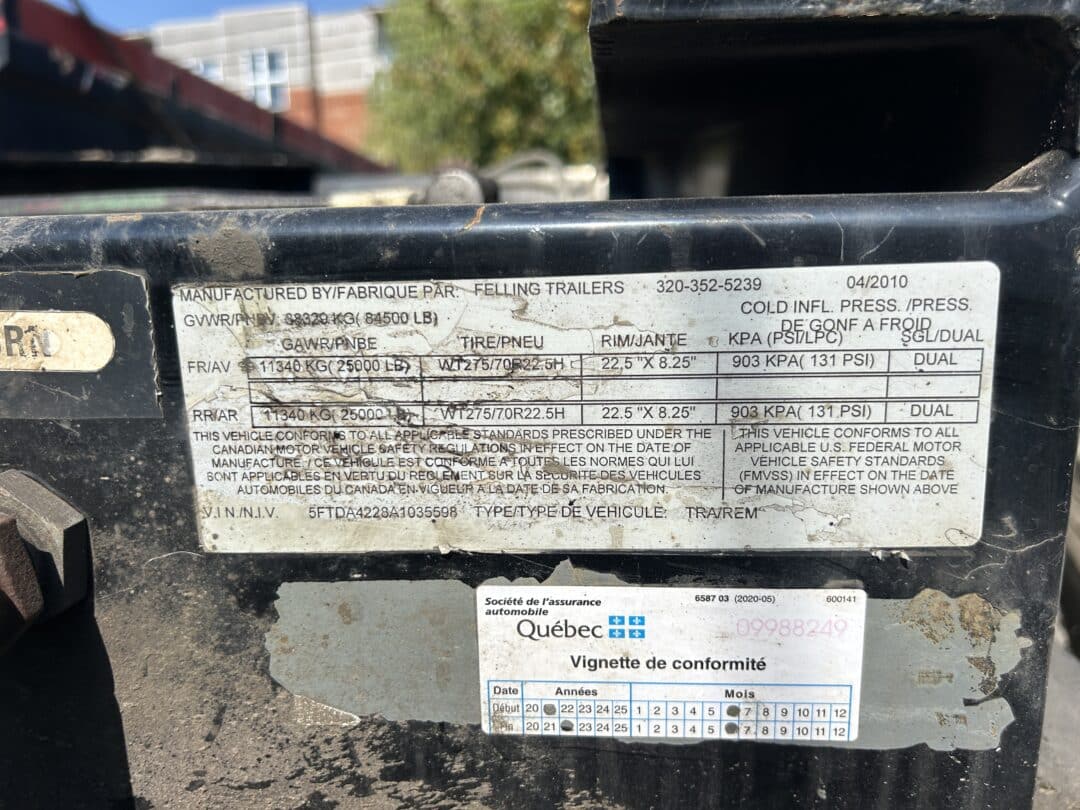 MANUFACTURED BY/FABRIQUE PAR: FELLING TRAILERS 320-352-5239 04/2010
GVWR/PNBV: 38329 KG( 84500 LB)
COLD INFL. PRESS. /PRESS.
DE GONF A FROID
GAWR/PNBE TIRE/PNEU RIM/JANTE KPA (PSI/LPC) SGL/DUAL
FR/AV 11340 KG( 25000 LB) WT275/70R22.5H 22.5 "X 8.25" 903 KPA( 131 PSI) DUAL
RR/AR 11340 KG( 25000 LB) WT275/70R22.5H 22.5 "X 8.25" 903 KPA( 131 PSI) DUAL
THIS VEHICLE CONFORMS TO ALL APPLICABLE STANDARDS PRESCRIBED UNDER THE
CANADIAN MOTOR VEHICLE SAFETY REGULATIONS IN EFFECT ON THE DATE OF
MANUFACTURE. / CE VEHICULE EST CONFORME A TOUTES LES NORMES QUI LUI
SONT APPLICABLES EN VERTU DU REGLEMENT SUR LA SECURITE DES VEHICULES
AUTOMOBILES DU CANADA EN VIGUEUR A LA DATE DE SA FABRICATION.
THIS VEHICLE CONFORMS TO ALL
APPLICABLE U.S. FEDERAL MOTOR
VEHICLE SAFETY STANDARDS
(FMVSS) IN EFFECT ON THE DATE
OF MANUFACTURE SHOWN ABOVE
V.I.N./N.I.V. 5FTDA4228A1035598 TYPE/TYPE DE VEHICULE: TRA/REM
Société de l'assurance
automobile
Québec
6587 03 (2020-05) 600141
09988249
Vignette de conformité
Date Années Mois
Début 20 22 23 24 25 1 2 3 4 5 7 8 9 10 11 12
Fin 20 21 23 24 25 1 2 3 4 5 7 8 9 10 11 12